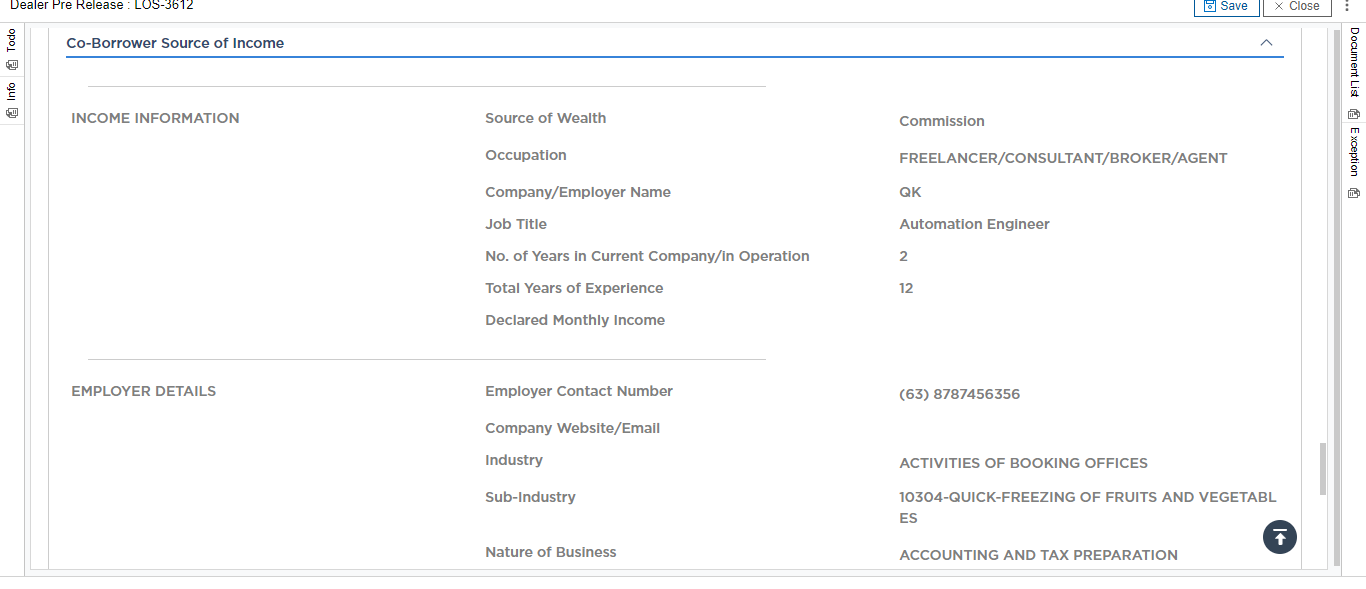 Dealer Pre Release : LOS-3612
Save
Close
Todo
Info
Document List
Exception
Co-Borrower Source of Income
INCOME INFORMATION
Source of Wealth
Commission
Occupation
FREELANCER/CONSULTANT/BROKER/AGENT
Company/Employer Name
QK
Job Title
Automation Engineer
No. of Years in Current Company/in Operation
2
Total Years of Experience
12
Declared Monthly Income
EMPLOYER DETAILS
Employer Contact Number
(63) 8787456356
Company Website/Email
Industry
ACTIVITIES OF BOOKING OFFICES
Sub-Industry
10304-QUICK-FREEZING OF FRUITS AND VEGETABL
ES
Nature of Business
ACCOUNTING AND TAX PREPARATION